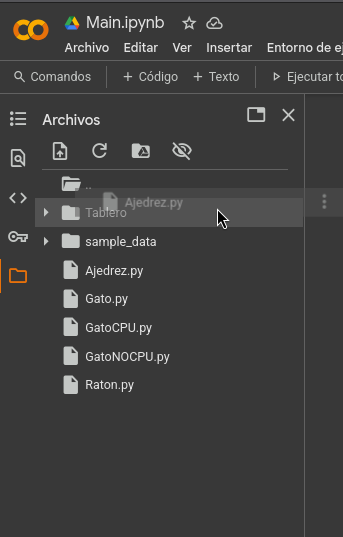 Main.ipynb
Archivo Editar Ver Insertar Entorno de ej
Comandos + Código + Texto Ejecutar to
Archivos
..
Ajedrez.py
Tablero
sample_data
Ajedrez.py
Gato.py
GatoCPU.py
GatoNOCPU.py
Raton.py